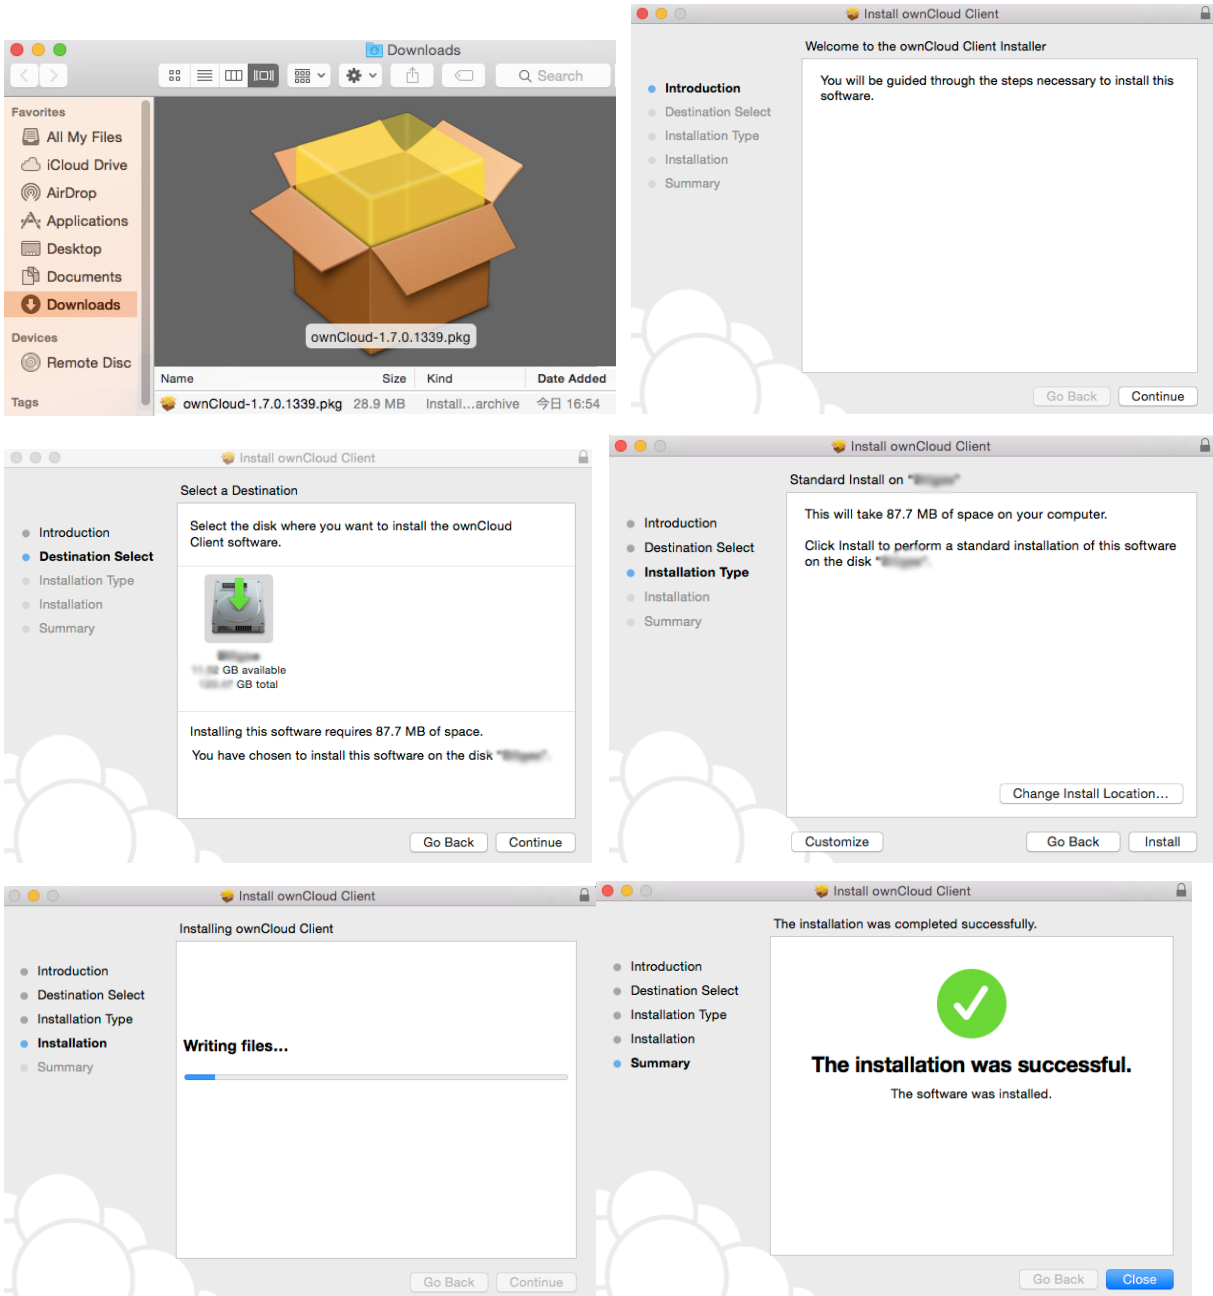 Downloads
Search
Favorites
All My Files
iCloud Drive
AirDrop
Applications
Desktop
Documents
Downloads
Devices
Remote Disc
Tags
ownCloud-1.7.0.1339.pkg
Name Size Kind Date Added
ownCloud-1.7.0.1339.pkg 28.9 MB Install...archive 今日 16:54
Install ownCloud Client
Welcome to the ownCloud Client Installer
Introduction
Destination Select
Installation Type
Installation
Summary
You will be guided through the steps necessary to install this
software.
Go Back Continue
Install ownCloud Client
Select a Destination
Introduction
Destination Select
Installation Type
Installation
Summary
Select the disk where you want to install the ownCloud
Client software.
GB available
GB total
Installing this software requires 87.7 MB of space.
You have chosen to install this software on the disk
Go Back Continue
Install ownCloud Client
Standard Install on
Introduction
Destination Select
Installation Type
Installation
Summary
This will take 87.7 MB of space on your computer.
Click Install to perform a standard installation of this software
on the disk
Change Install Location...
Customize Go Back Install
Install ownCloud Client
Installing ownCloud Client
Introduction
Destination Select
Installation Type
Installation
Summary
Writing files...
Go Back Continue
Install ownCloud Client
The installation was completed successfully.
Introduction
Destination Select
Installation Type
Installation
Summary
The installation was successful.
The software was installed.
Go Back Close